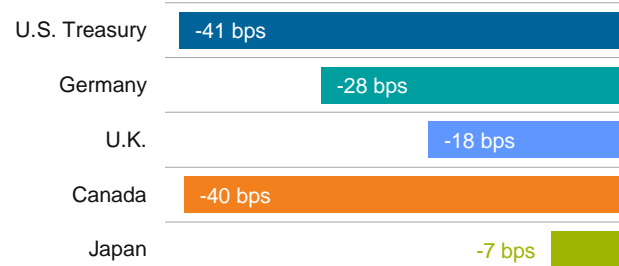 U.S. Treasury -41 bps
Germany -28 bps
U.K. -18 bps
Canada -40 bps
Japan -7 bps